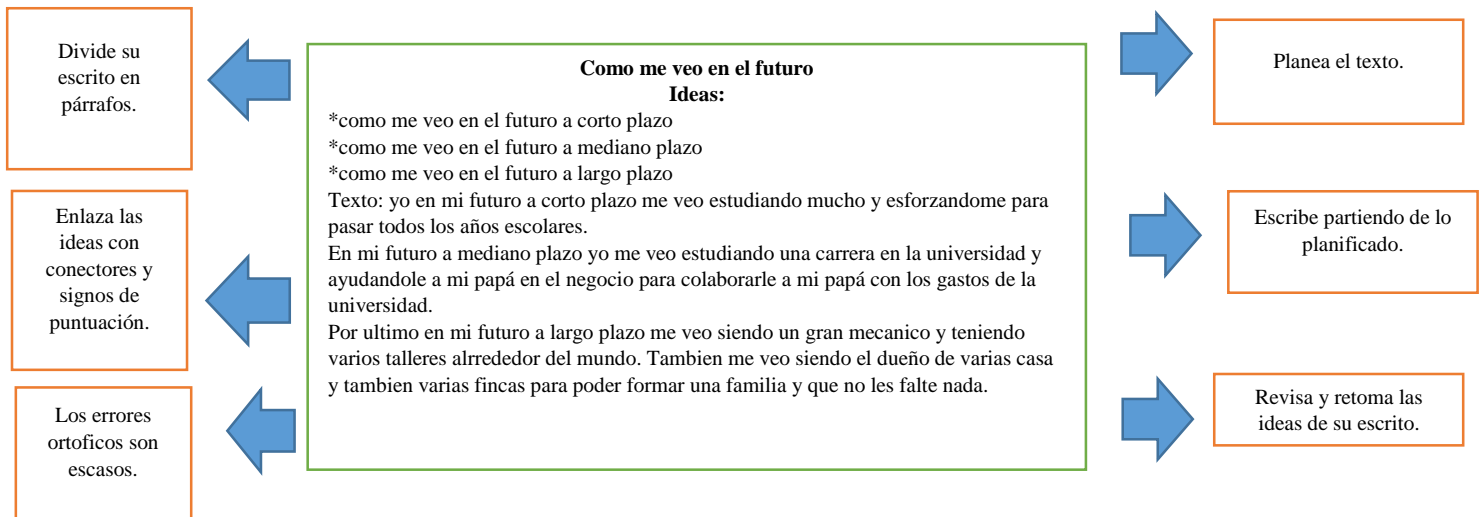 Divide su
escrito en
párrafos.
Enlaza las
ideas con
conectores y
signos de
puntuación.
Los errores
ortoficos son
escasos.
Como me veo en el futuro
Ideas:
*como me veo en el futuro a corto plazo
*como me veo en el futuro a mediano plazo
*como me veo en el futuro a largo plazo
Texto: yo en mi futuro a corto plazo me veo estudiando mucho y esforzandome para
pasar todos los años escolares.
En mi futuro a mediano plazo yo me veo estudiando una carrera en la universidad y
ayudandole a mi papá en el negocio para colaborarle a mi papá con los gastos de la
universidad.
Por ultimo en mi futuro a largo plazo me veo siendo un gran mecanico y teniendo
varios talleres alrrededor del mundo. Tambien me veo siendo el dueño de varias casa
y tambien varias fincas para poder formar una familia y que no les falte nada.
Planea el texto.
Escribe partiendo de lo
planificado.
Revisa y retoma las
ideas de su escrito.